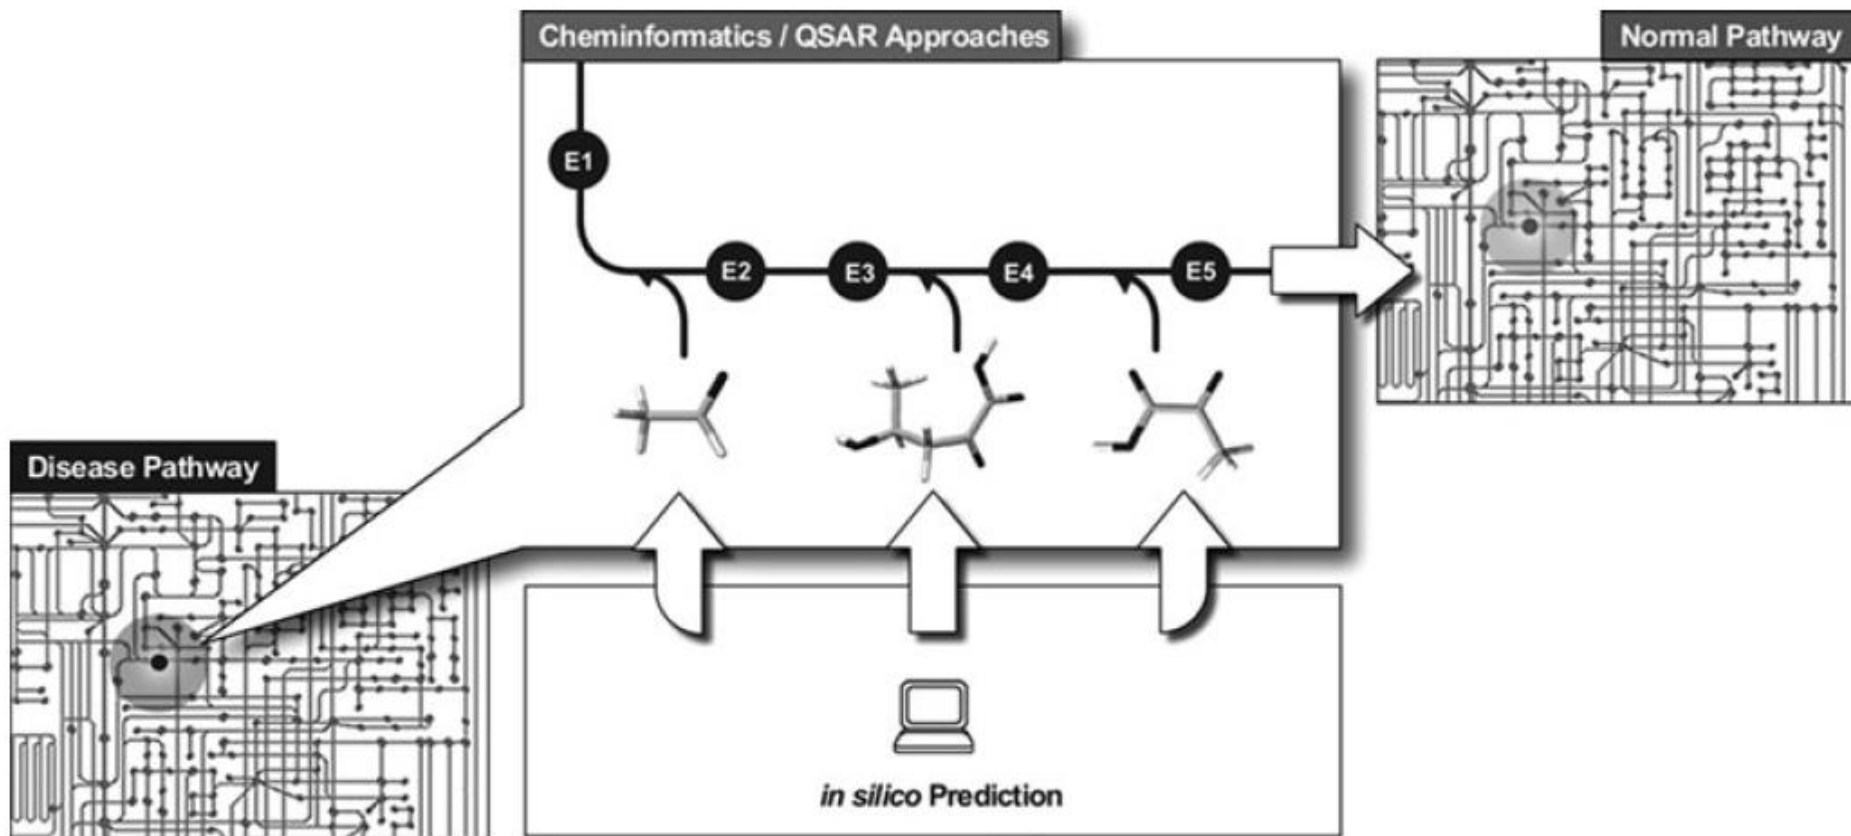 Cheminformatics / QSAR Approaches
Normal Pathway
E1
E2
E3
E4
E5
Disease Pathway
in silico Prediction